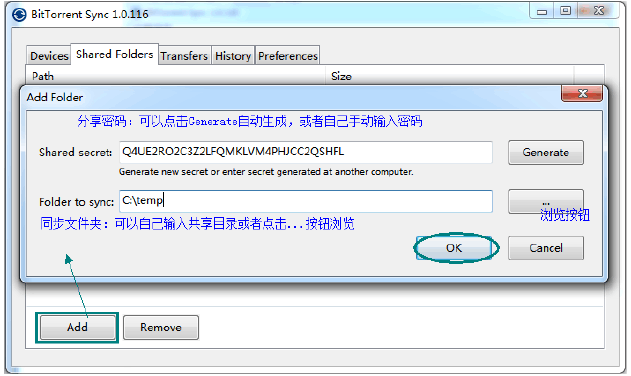 BitTorrent Sync 1.0.116
Devices Shared Folders Transfers History Preferences
Path Size
Add Folder
分享密码：可以点击Generate自动生成，或者自己手动输入密码
Shared secret: Q4UE2RO2C3Z2LFQMKLVM4PHJCC2QSHFL Generate
Generate new secret or enter secret generated at another computer.
Folder to sync: C:\temp ...
浏览按钮
同步文件夹：可以自己输入共享目录或者点击...按钮浏览
OK Cancel
Add Remove